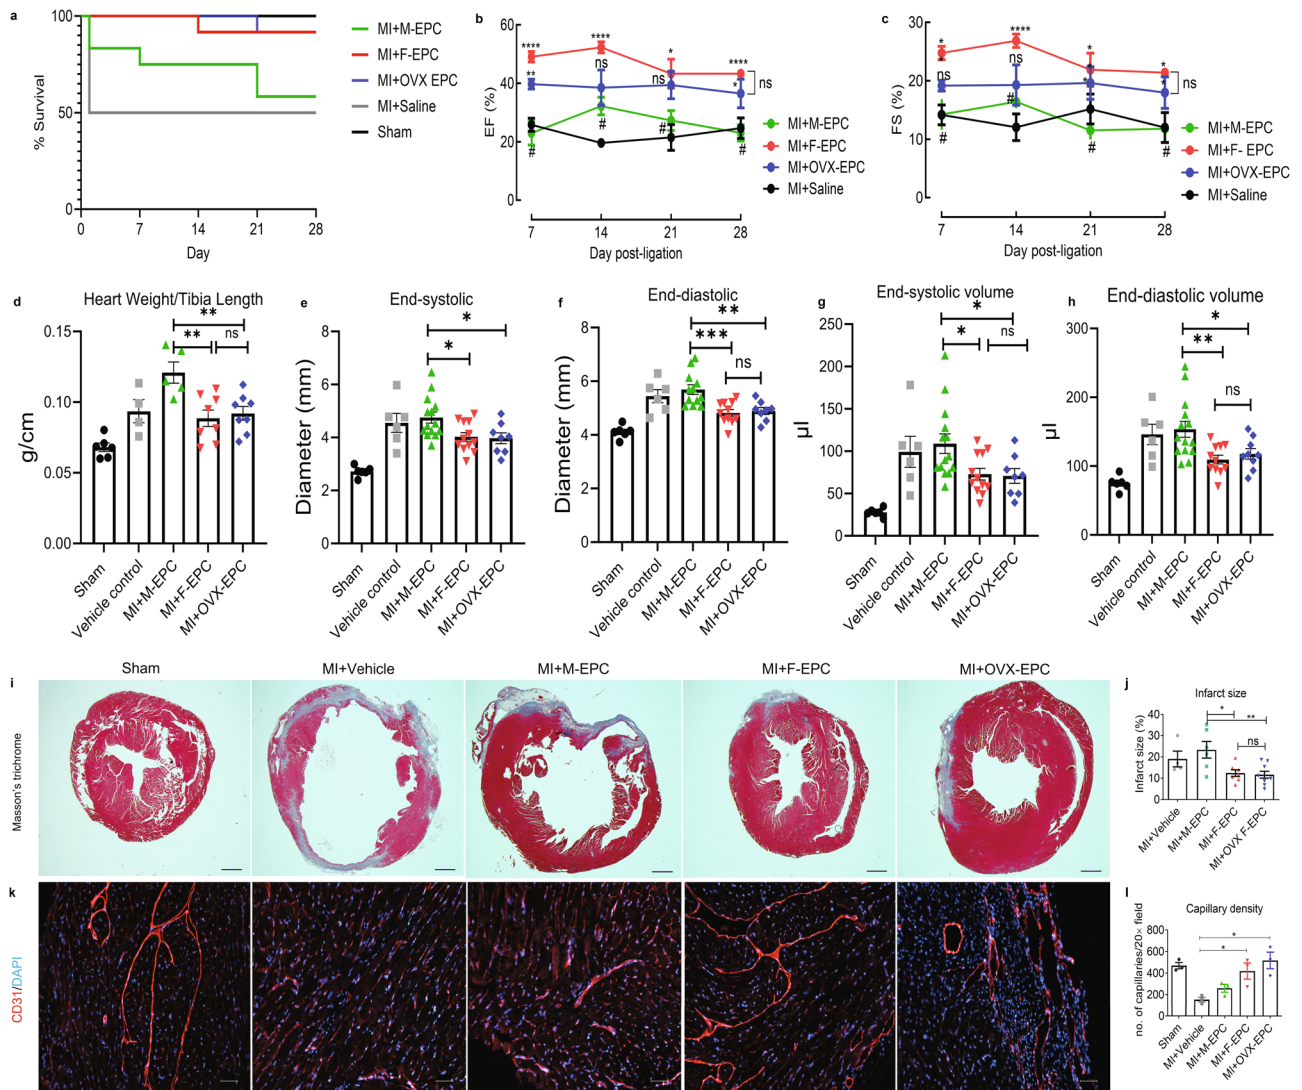 a
% Survival
100
50
0
0 7 14 21 28
Day
MI+M-EPC
MI+F-EPC
MI+OVX EPC
MI+Saline
Sham
b
EF (%)
60
40
20
0
**** **** * ****
ns
** ns *
ns
# # # #
7 14 21 28
Day post-ligation
MI+M-EPC
MI+F-EPC
MI+OVX-EPC
MI+Saline
c
FS (%)
30
20
10
0
* **** * *
ns ns * *
ns
# # # #
7 14 21 28
Day post-ligation
MI+M-EPC
MI+F- EPC
MI+OVX-EPC
MI+Saline
d
Heart Weight/Tibia Length
g/cm
0.15
0.10
0.05
0.00
**
** ns
Sham
Vehicle control
MI+M-EPC
MI+F-EPC
MI+OVX-EPC
e
End-systolic
Diameter (mm)
8
6
4
2
0
*
*
Sham
Vehicle control
MI+M-EPC
MI+F-EPC
MI+OVX-EPC
f
End-diastolic
Diameter (mm)
8
6
4
2
0
**
***
ns
Sham
Vehicle control
MI+M-EPC
MI+F-EPC
MI+OVX-EPC
g
End-systolic volume
µl
250
200
150
100
50
0
*
* ns
Sham
Vehicle control
MI+M-EPC
MI+F-EPC
MI+OVX-EPC
h
End-diastolic volume
µl
300
200
100
0
*
**
ns
Sham
Vehicle control
MI+M-EPC
MI+F-EPC
MI+OVX-EPC
i
Sham MI+Vehicle MI+M-EPC MI+F-EPC MI+OVX-EPC
Masson's trichrome
j
Infarct size
Infarct size (%)
40
30
20
10
0
* **
ns
MI+Vehicle
MI+M-EPC
MI+F-EPC
MI+OVX F-EPC
k
CD31/DAPI
l
Capillary density
no. of capillaries/20× field
800
600
400
200
0
*
*
Sham
MI+Vehicle
MI+M-EPC
MI+F-EPC
MI+OVX-EPC